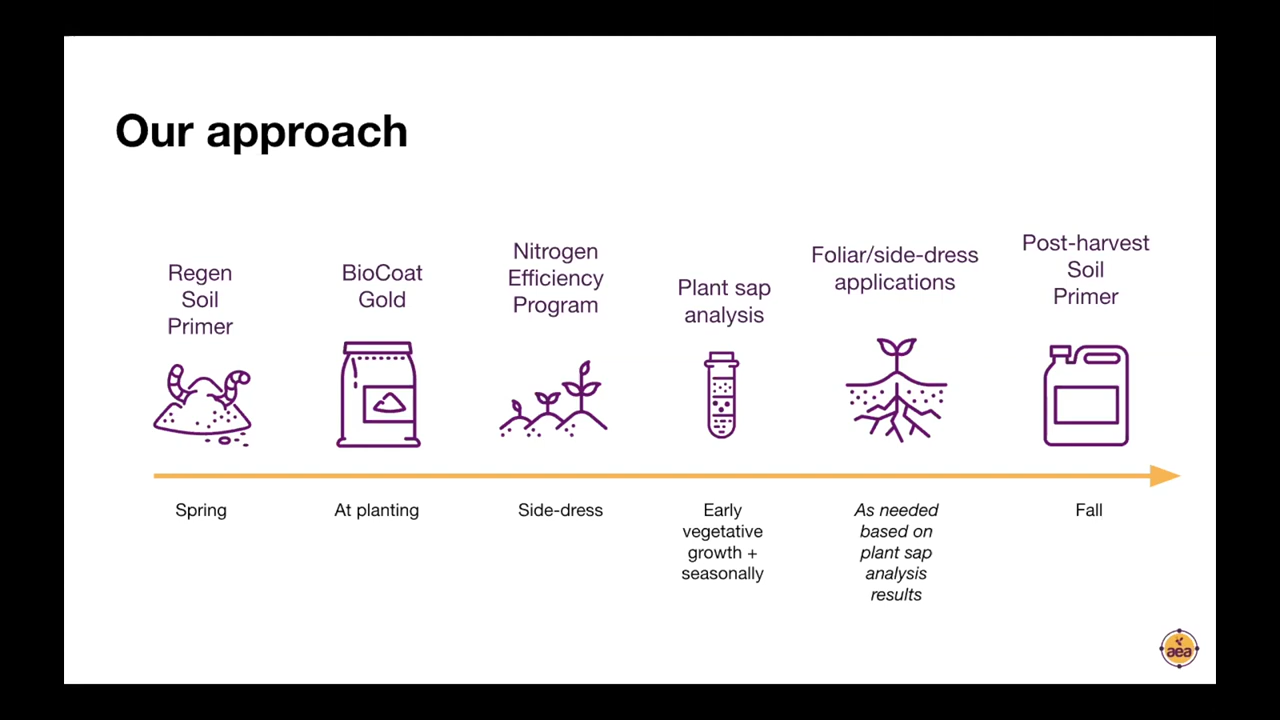 Our approach
Regen
Soil
Primer
BioCoat
Gold
Nitrogen
Efficiency
Program
Plant sap
analysis
Foliar/side-dress
applications
Post-harvest
Soil
Primer
Spring
At planting
Side-dress
Early
vegetative
growth +
seasonally
As needed
based on
plant sap
analysis
results
Fall
aea